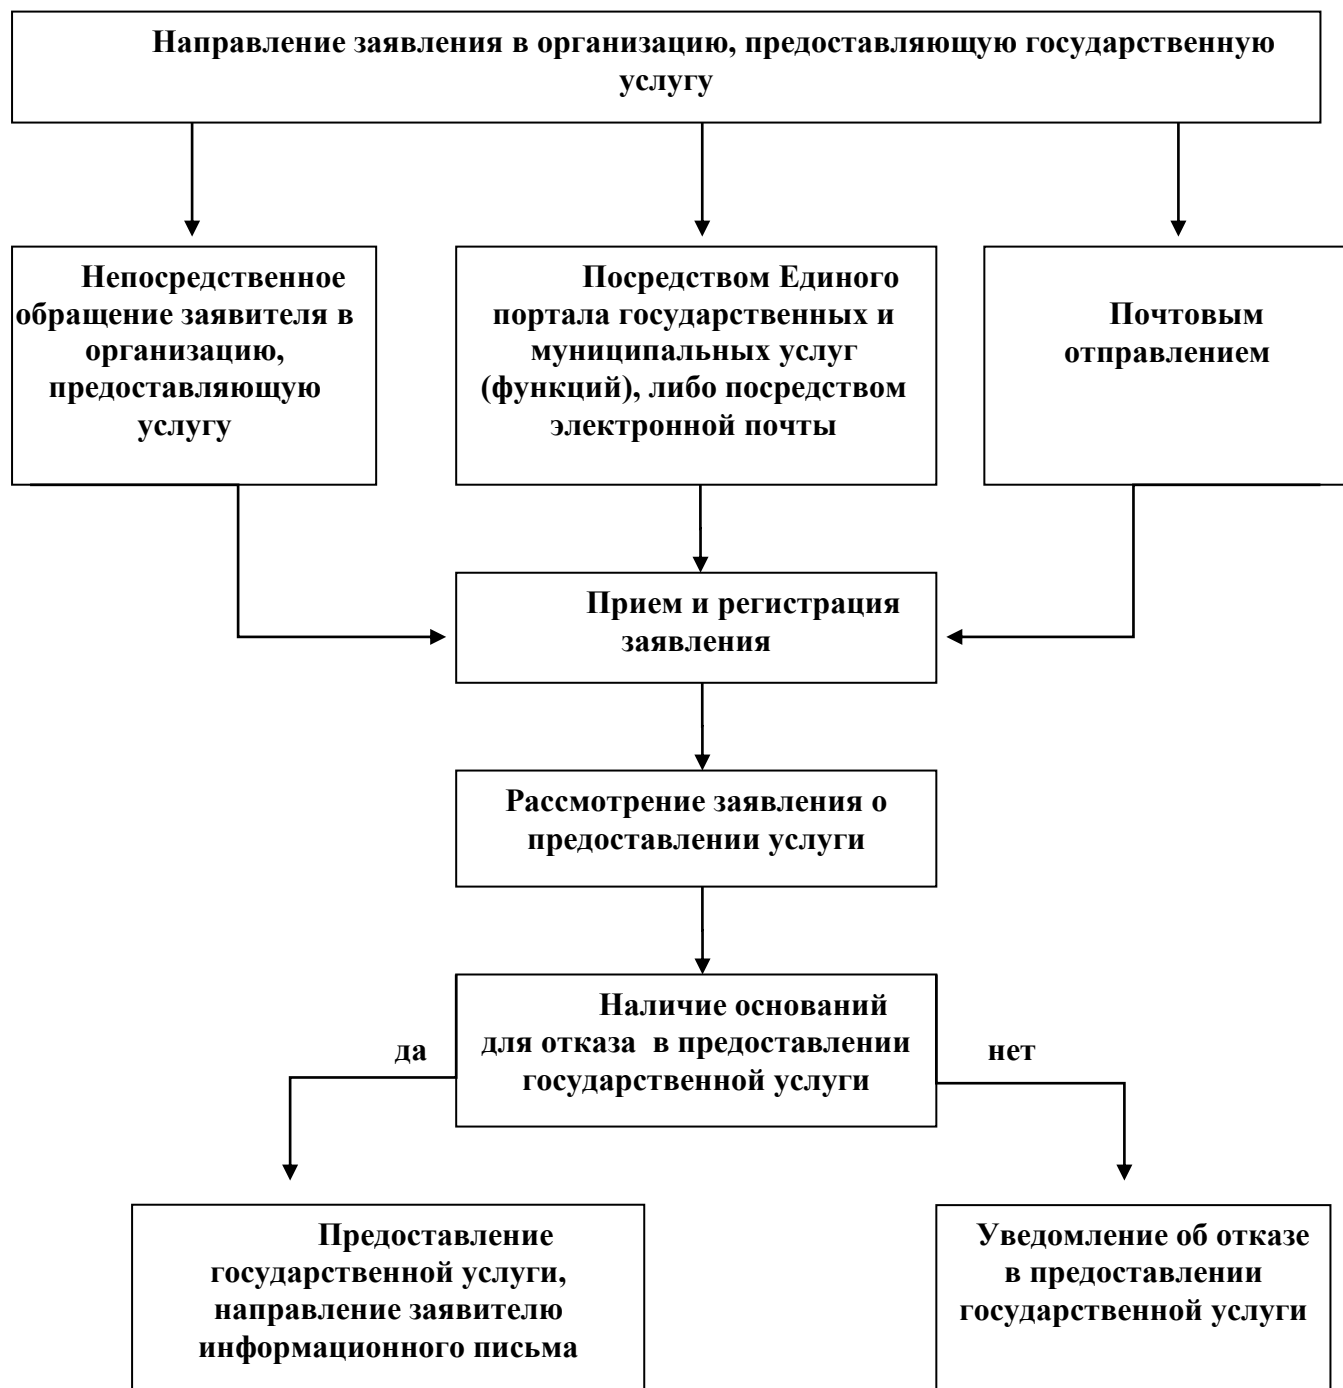 Направление заявления в организацию, предоставляющую государственную
услугу
Непосредственное
обращение заявителя в
организацию,
предоставляющую
услугу
Посредством Единого
портала государственных и
муниципальных услуг
(функций), либо посредством
электронной почты
Почтовым
отправлением
Прием и регистрация
заявления
Рассмотрение заявления о
предоставлении услуги
Наличие оснований
для отказа  в предоставлении
государственной услуги
да
нет
Предоставление
государственной услуги,
направление заявителю
информационного письма
Уведомление об отказе
в предоставлении
государственной услуги